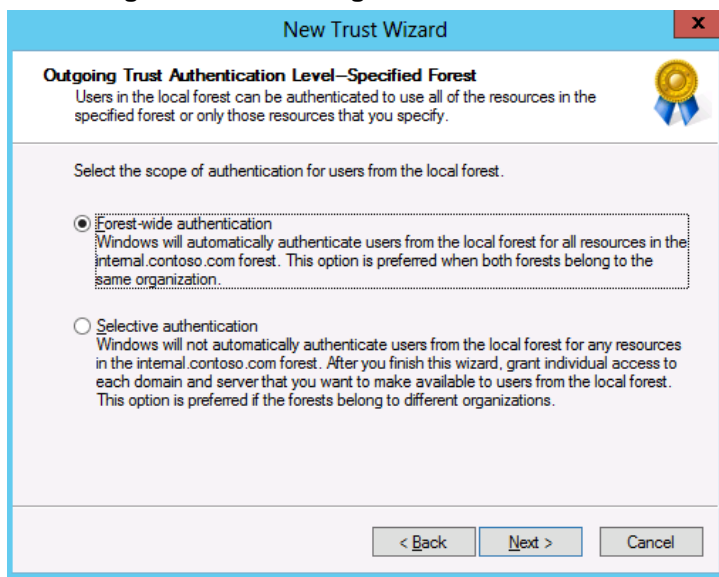 New Trust Wizard
x
Outgoing Trust Authentication Level–Specified Forest
Users in the local forest can be authenticated to use all of the resources in the
specified forest or only those resources that you specify.
Select the scope of authentication for users from the local forest.
Forest-wide authentication
Windows will automatically authenticate users from the local forest for all resources in the
internal.contoso.com forest. This option is preferred when both forests belong to the
same organization.
Selective authentication
Windows will not automatically authenticate users from the local forest for any resources
in the internal.contoso.com forest. After you finish this wizard, grant individual access to
each domain and server that you want to make available to users from the local forest.
This option is preferred if the forests belong to different organizations.
< Back Next > Cancel